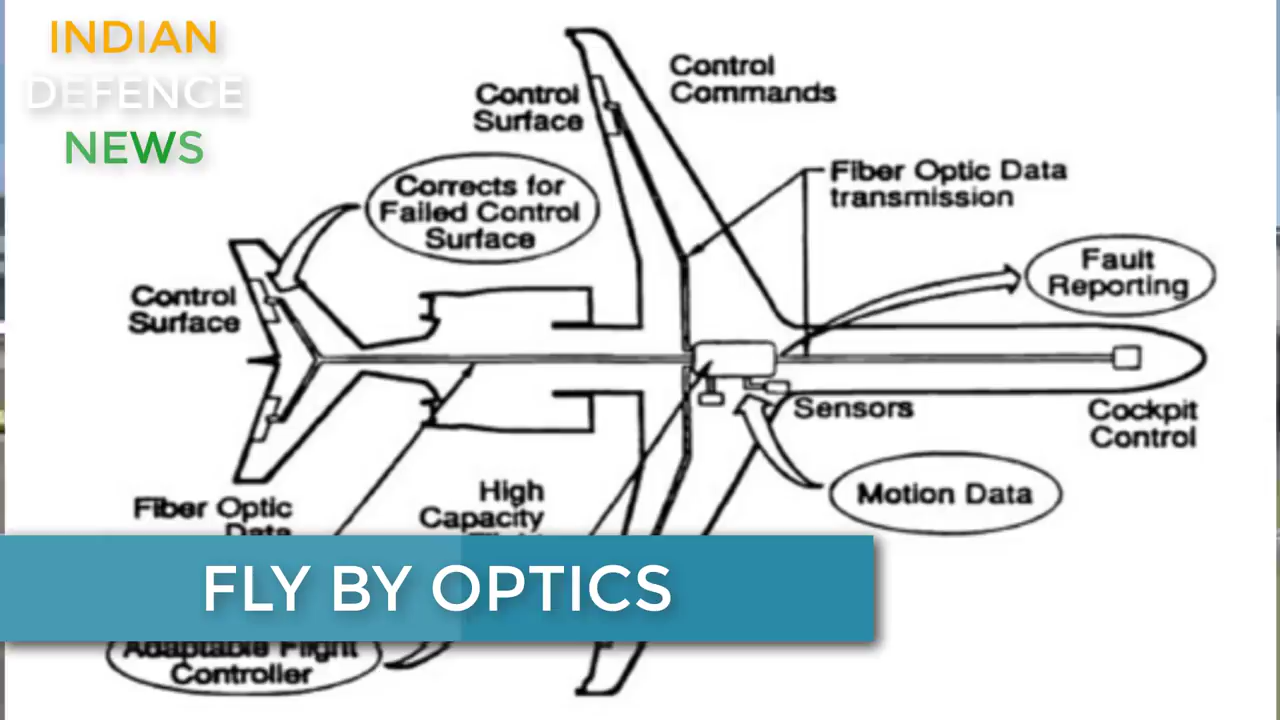 INDIAN
DEFENCE
NEWS
Control
Commands
Control
Surface
Fiber Optic Data
transmission
Corrects for
Failed Control
Surface
Fault
Reporting
Control
Surface
Sensors
Cockpit
Control
Motion Data
High
Capacity
Fiber Optic
Data
FLY BY OPTICS
Adaptable Flight
Controller